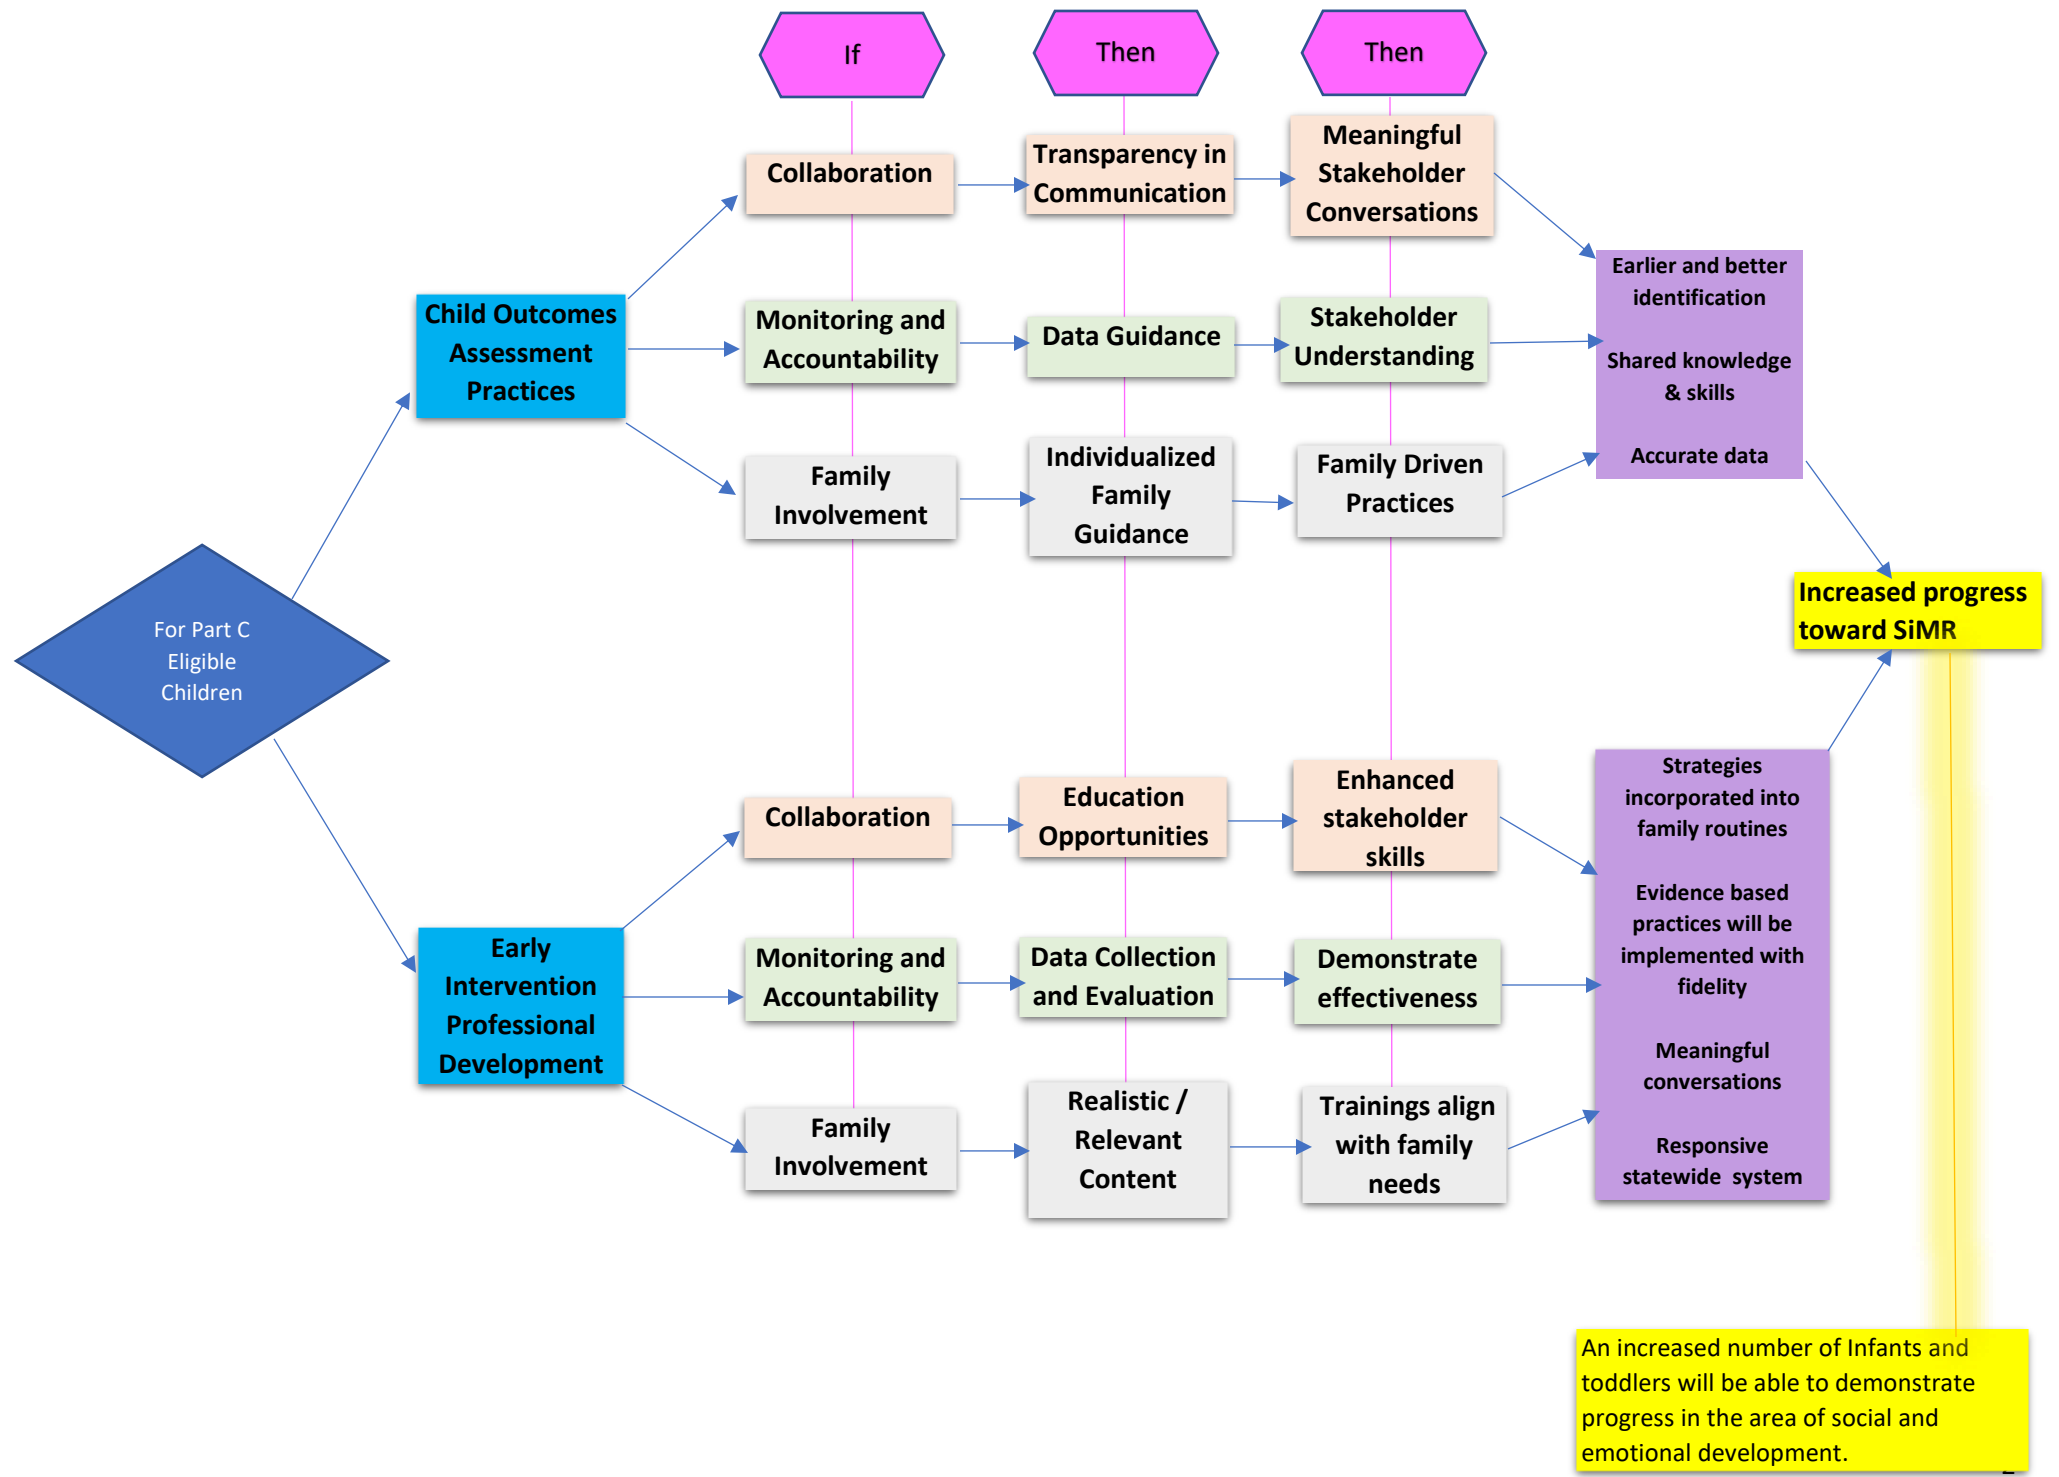 If
Then
Then
Collaboration
Transparency in
Communication
Meaningful
Stakeholder
Conversations
Earlier and better
identification
Shared knowledge
& skills
Accurate data
Child Outcomes
Assessment
Practices
Monitoring and
Accountability
Data Guidance
Stakeholder
Understanding
Family
Involvement
Individualized
Family
Guidance
Family Driven
Practices
For Part C
Eligible
Children
Increased progress
toward SiMR
Collaboration
Education
Opportunities
Enhanced
stakeholder
skills
Strategies
incorporated into
family routines
Evidence based
practices will be
implemented with
fidelity
Meaningful
conversations
Responsive
statewide  system
Early
Intervention
Professional
Development
Monitoring and
Accountability
Data Collection
and Evaluation
Demonstrate
effectiveness
Family
Involvement
Realistic /
Relevant
Content
Trainings align
with family
needs
An increased number of Infants and
toddlers will be able to demonstrate
progress in the area of social and
emotional development.